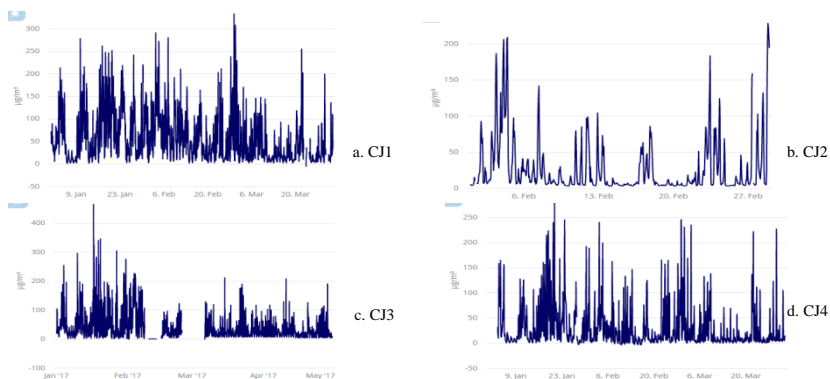 300
250
200
150
100
50
0
-50
µg/m³
9. Jan 23. Jan 6. Feb 20. Feb 6. Mar 20. Mar
a. CJ1
200
150
100
50
0
µg/m³
6. Feb 13. Feb 20. Feb 27. Feb
b. CJ2
400
300
200
100
0
-100
µg/m³
Jan '17 Feb '17 Mar '17 Apr '17 May '17
c. CJ3
250
200
150
100
50
0
-50
µg/m³
9. Jan 23. Jan 6. Feb 20. Feb 6. Mar 20. Mar
d. CJ4